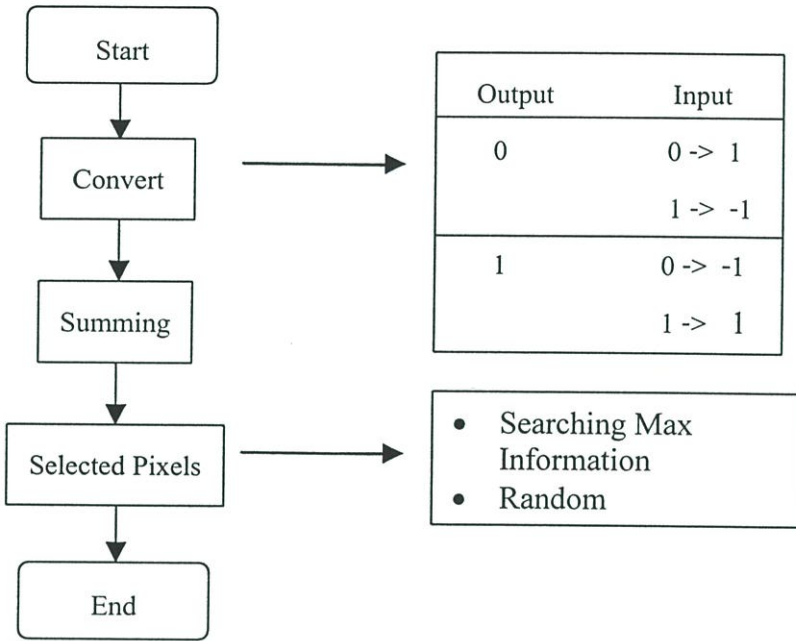 Start
Convert
Summing
Selected Pixels
End
Output Input
0 0 -> 1
1 -> -1
1 0 -> -1
1 -> 1
• Searching Max
Information
• Random